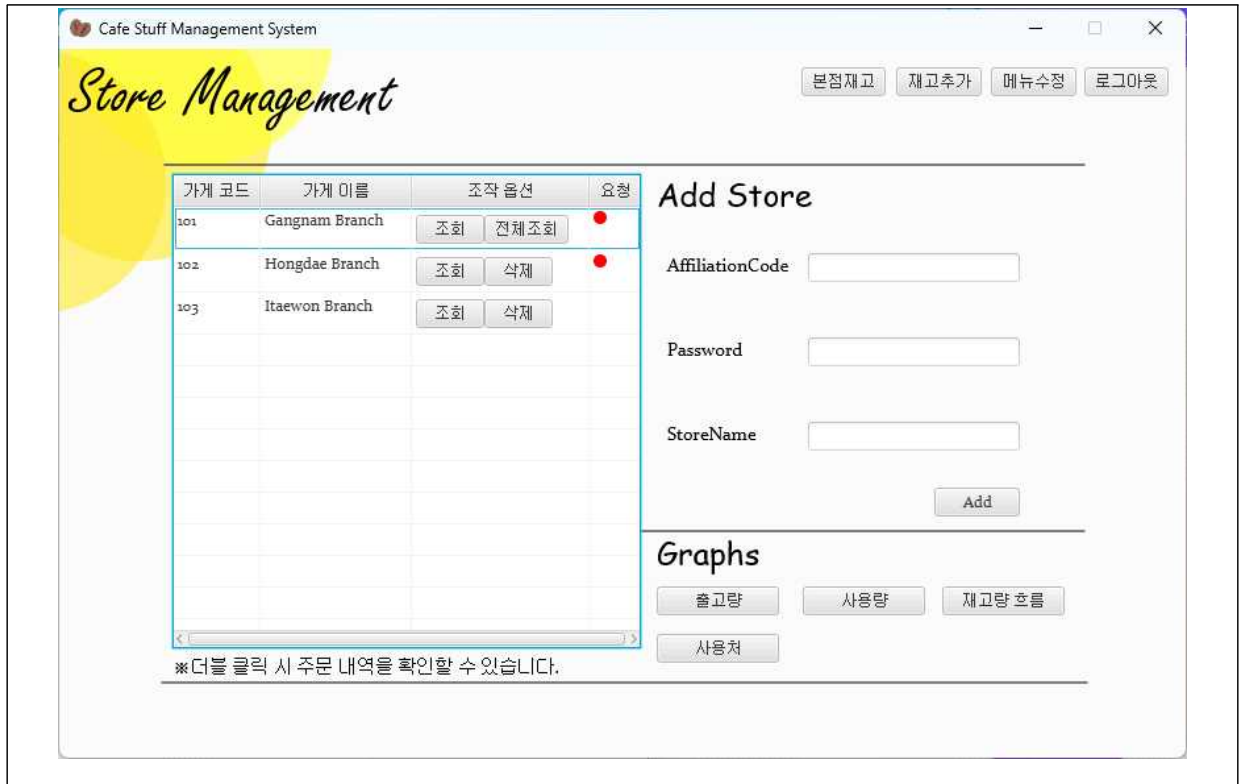 Cafe Stuff Management System
Store Management
본점재고 재고추가 메뉴수정 로그아웃
가게 코드 가게 이름 조작 옵션 요청
101 Gangnam Branch 조회 전체조회
102 Hongdae Branch 조회 삭제
103 Itaewon Branch 조회 삭제
※더블 클릭 시 주문 내역을 확인할 수 있습니다.
Add Store
AffiliationCode
Password
StoreName
Add
Graphs
출고량 사용량 재고량 흐름
사용처